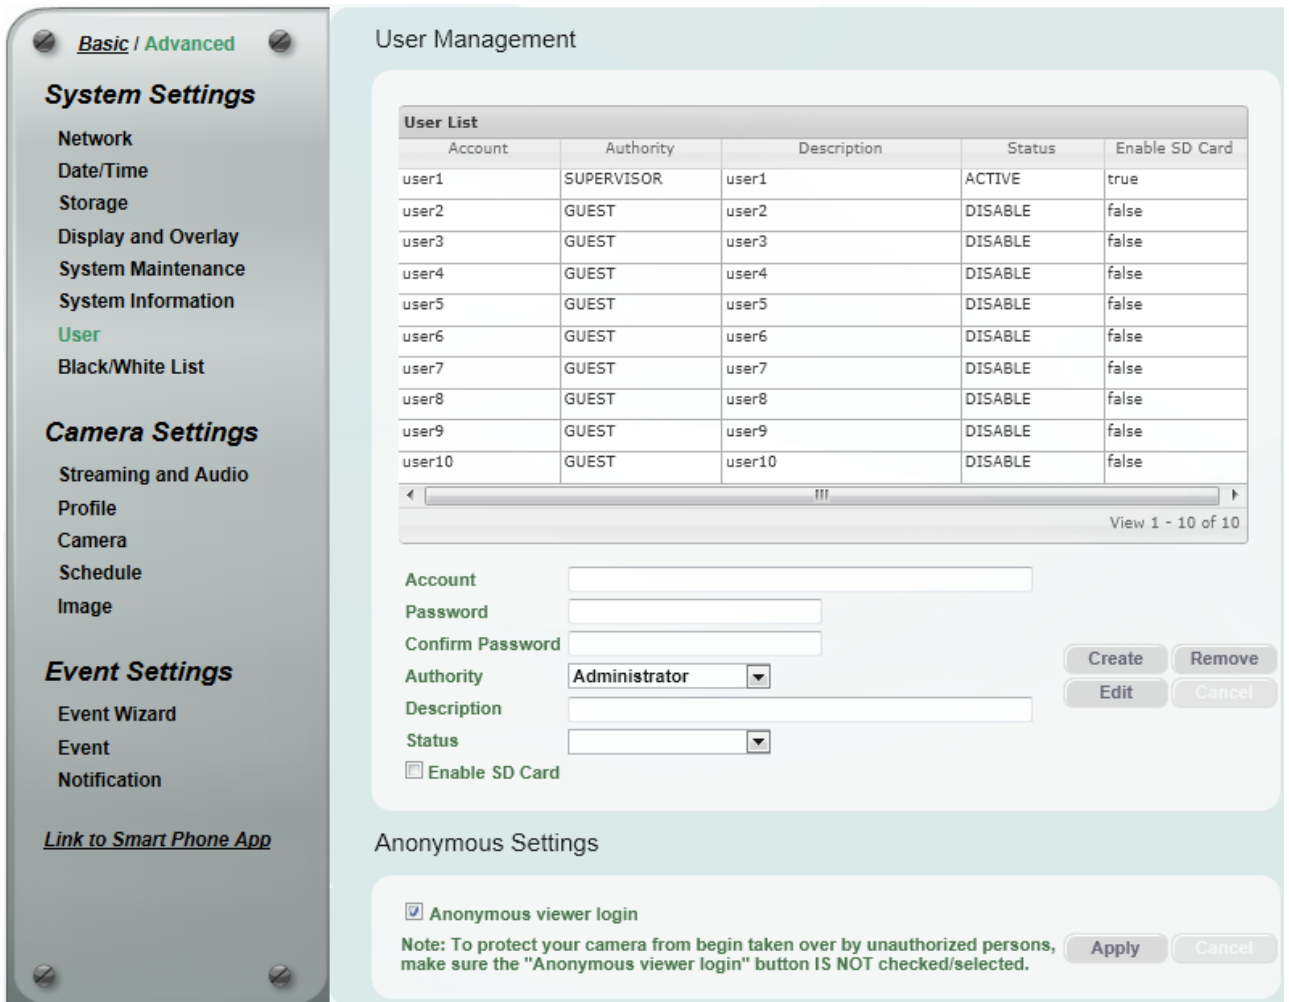 Basic / Advanced
System Settings
Network
Date/Time
Storage
Display and Overlay
System Maintenance
System Information
User
Black/White List
Camera Settings
Streaming and Audio
Profile
Camera
Schedule
Image
Event Settings
Event Wizard
Event
Notification
Link to Smart Phone App
User Management
User List
Account Authority Description Status Enable SD Card
user1 SUPERVISOR user1 ACTIVE true
user2 GUEST user2 DISABLE false
user3 GUEST user3 DISABLE false
user4 GUEST user4 DISABLE false
user5 GUEST user5 DISABLE false
user6 GUEST user6 DISABLE false
user7 GUEST user7 DISABLE false
user8 GUEST user8 DISABLE false
user9 GUEST user9 DISABLE false
user10 GUEST user10 DISABLE false
View 1 - 10 of 10
Account
Password
Confirm Password
Authority Administrator
Description
Status
Enable SD Card
Create Remove
Edit Cancel
Anonymous Settings
Anonymous viewer login
Note: To protect your camera from begin taken over by unauthorized persons,
make sure the "Anonymous viewer login" button IS NOT checked/selected.
Apply Cancel